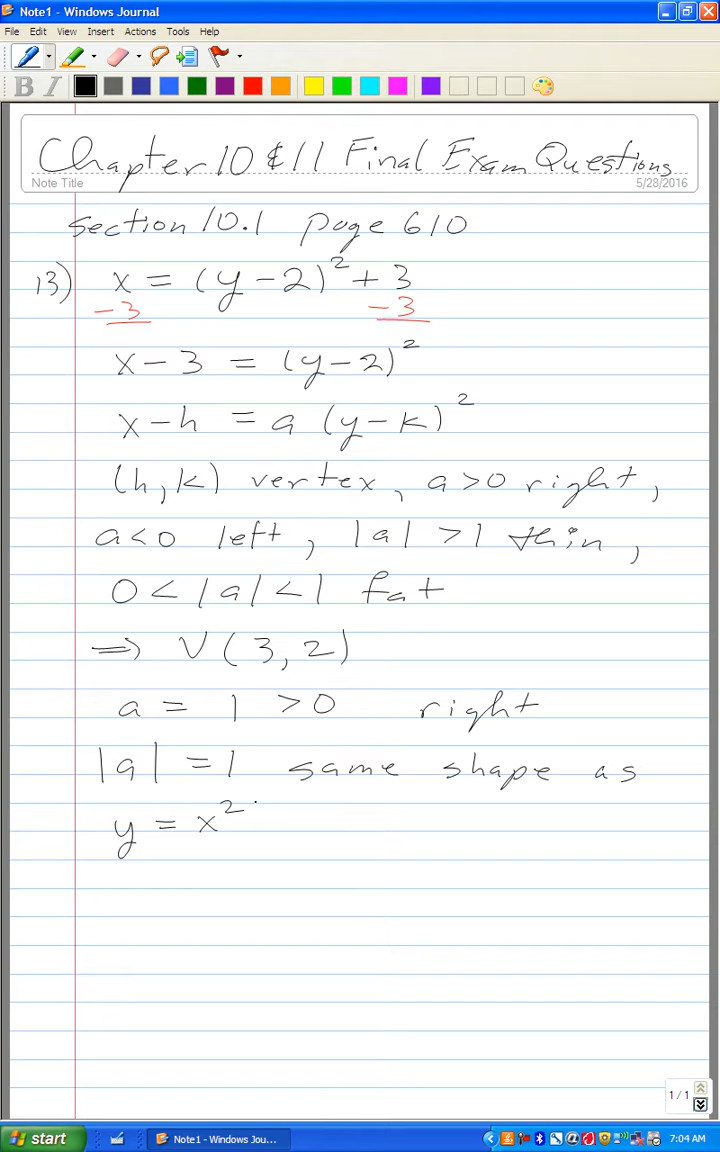 Note1 - Windows Journal
File Edit View Insert Actions Tools Help
B I
Chapter 10 & 11 Final Exam Questions
Note Title 5/28/2016
section 10.1 page 610
13) x = (y - 2)² + 3
-3 -3
x - 3 = (y - 2)²
x - h = a (y - k)²
(h, k) vertex, a > 0 right,
a < 0 left, |a| > 1 thin,
0 < |a| < 1 fat
⇒ V (3, 2)
a = 1 > 0 right
|a| = 1 same shape as
y = x².
1 / 1
start Note1 - Windows Jou... 7:04 AM